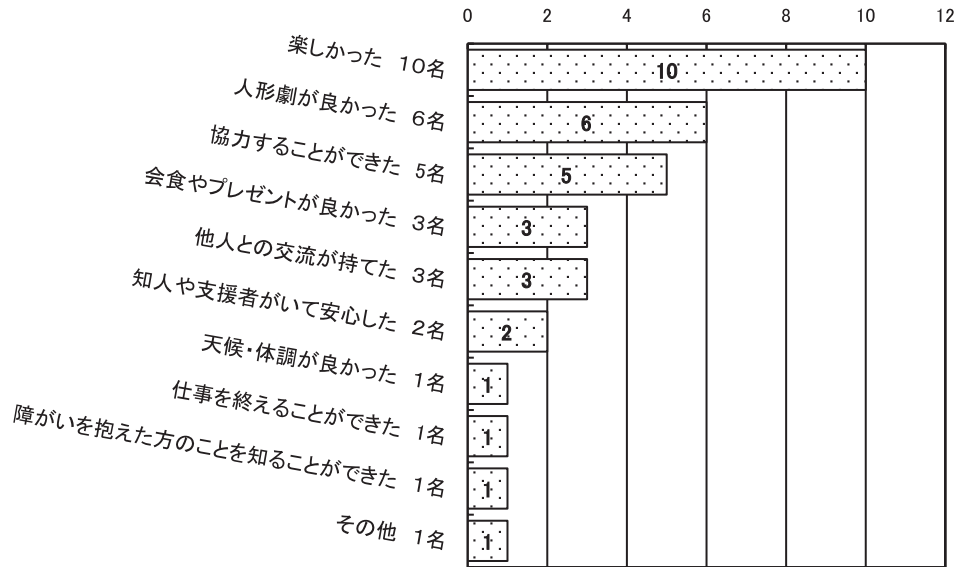 0 2 4 6 8 10 12
楽しかった 10名
10
人形劇が良かった 6名
6
協力することができた 5名
5
会食やプレゼントが良かった 3名
3
他人との交流が持てた 3名
3
知人や支援者がいて安心した 2名
2
天候・体調が良かった 1名
1
仕事を終えることができた 1名
1
障がいを抱えた方のことを知ることができた 1名
1
その他 1名
1